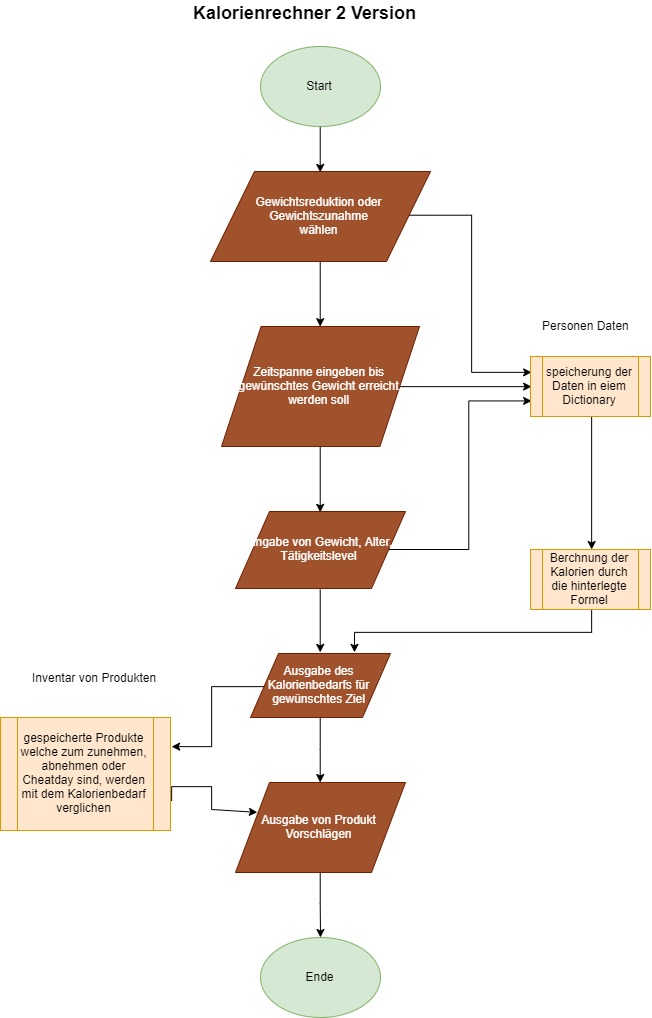 Kalorienrechner 2 Version
Start
Gewichtsreduktion oder
Gewichtszunahme
wählen
Personen Daten
Zeitspanne eingeben bis
gewünschtes Gewicht erreicht
werden soll
speicherung der
Daten in eiem
Dictionary
ngabe von Gewicht, Alter,
Tätigkeitslevel
Berchnung der
Kalorien durch
die hinterlegte
Formel
Ausgabe des
Kalorienbedarfs für
gewünschtes Ziel
Inventar von Produkten
gespeicherte Produkte
welche zum zunehmen,
abnehmen oder
Cheatday sind, werden
mit dem Kalorienbedarf
verglichen
Ausgabe von Produkt
Vorschlägen
Ende